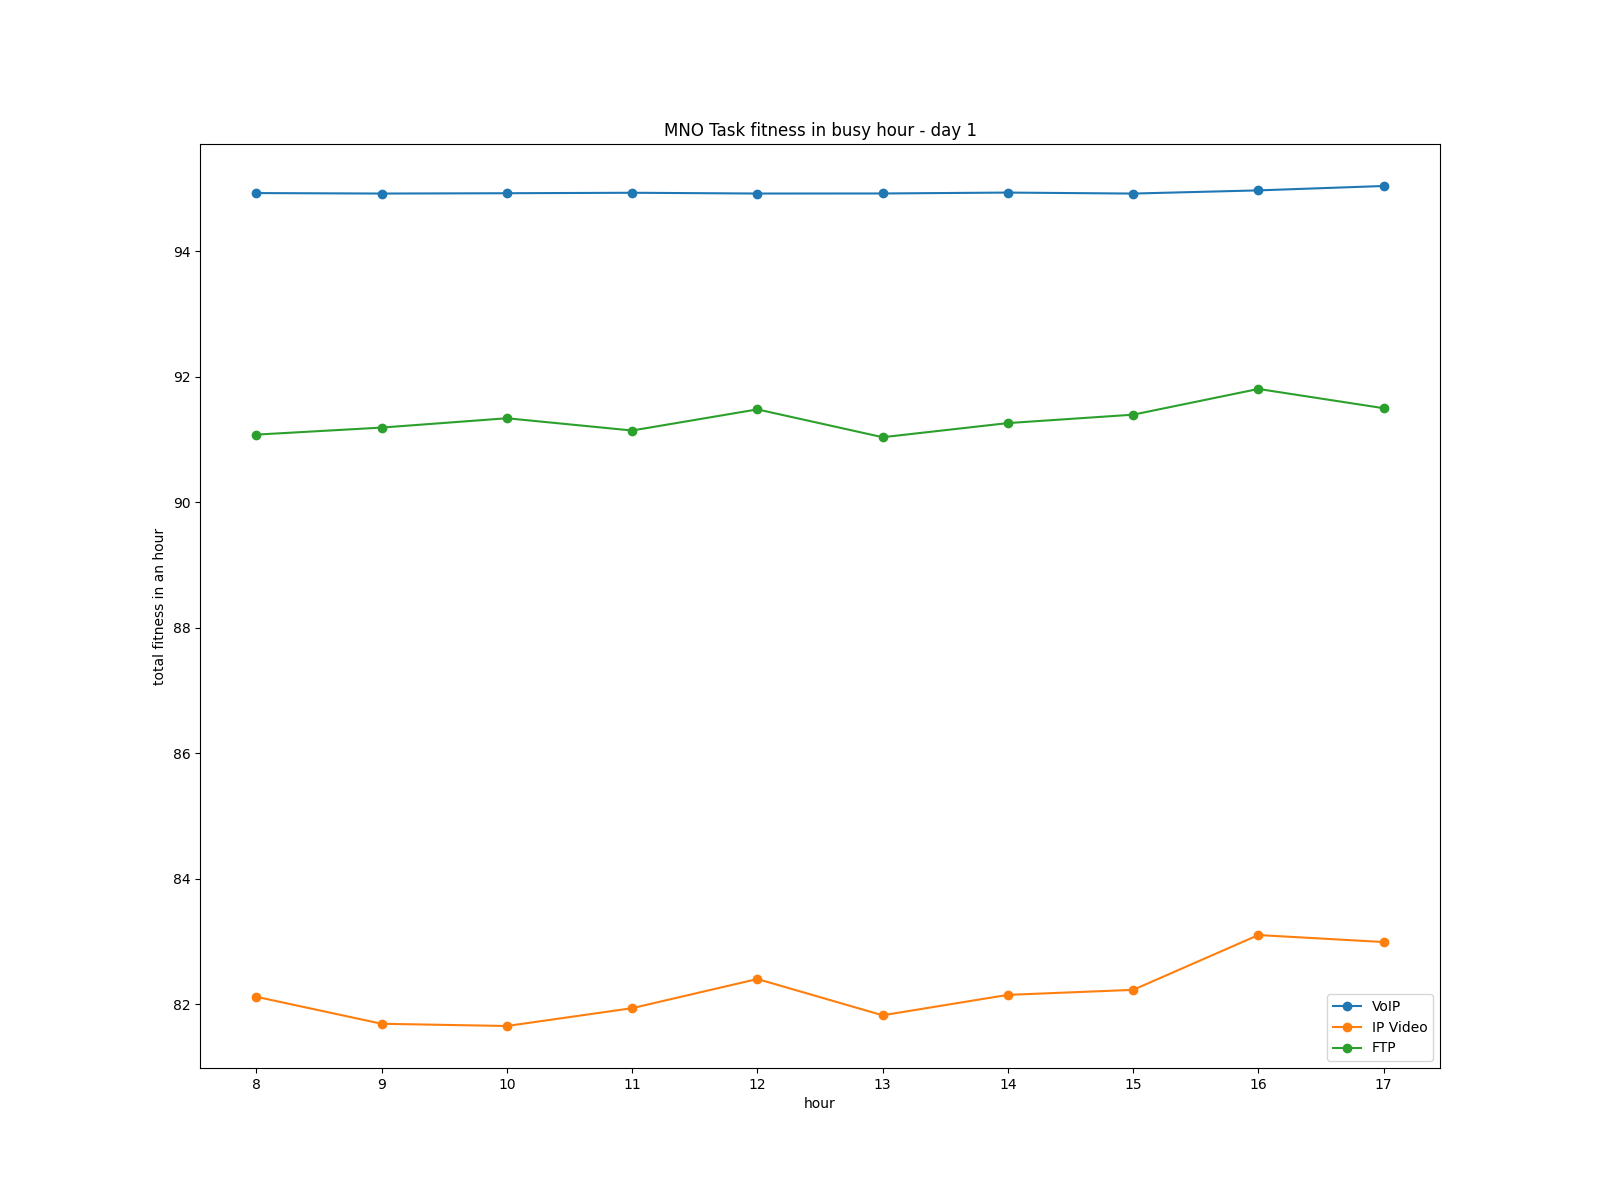 MNO Task fitness in busy hour - day 1
total fitness in an hour
94
92
90
88
86
84
82
VoIP
IP Video
FTP
8 9 10 11 12 13 14 15 16 17
hour